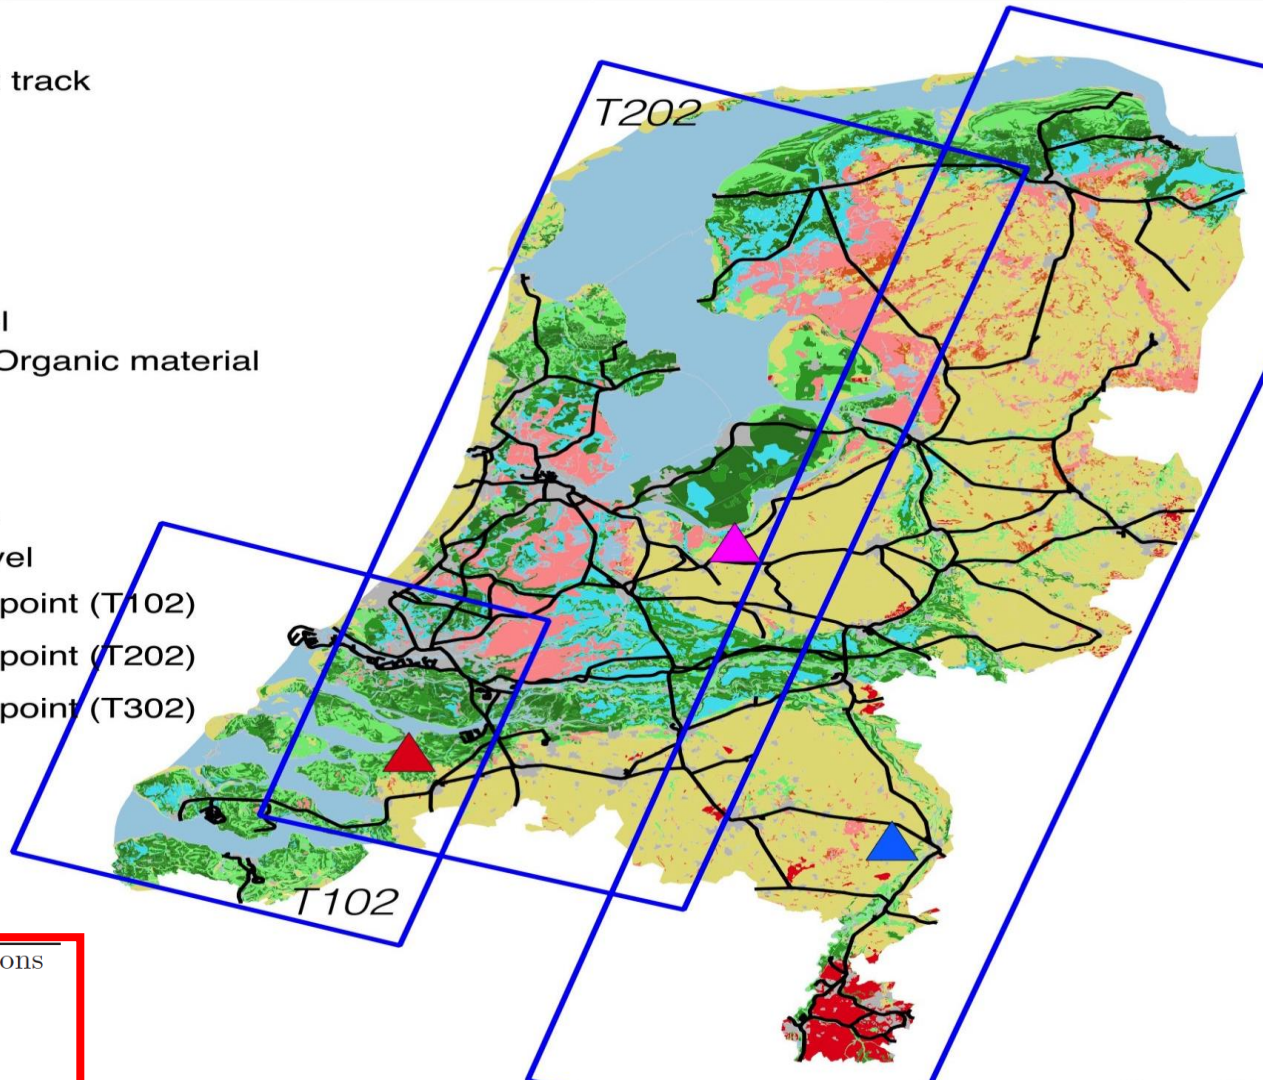 track
T202
Organic material
vel
point (T102)
point (T202)
point (T302)
T102
ons